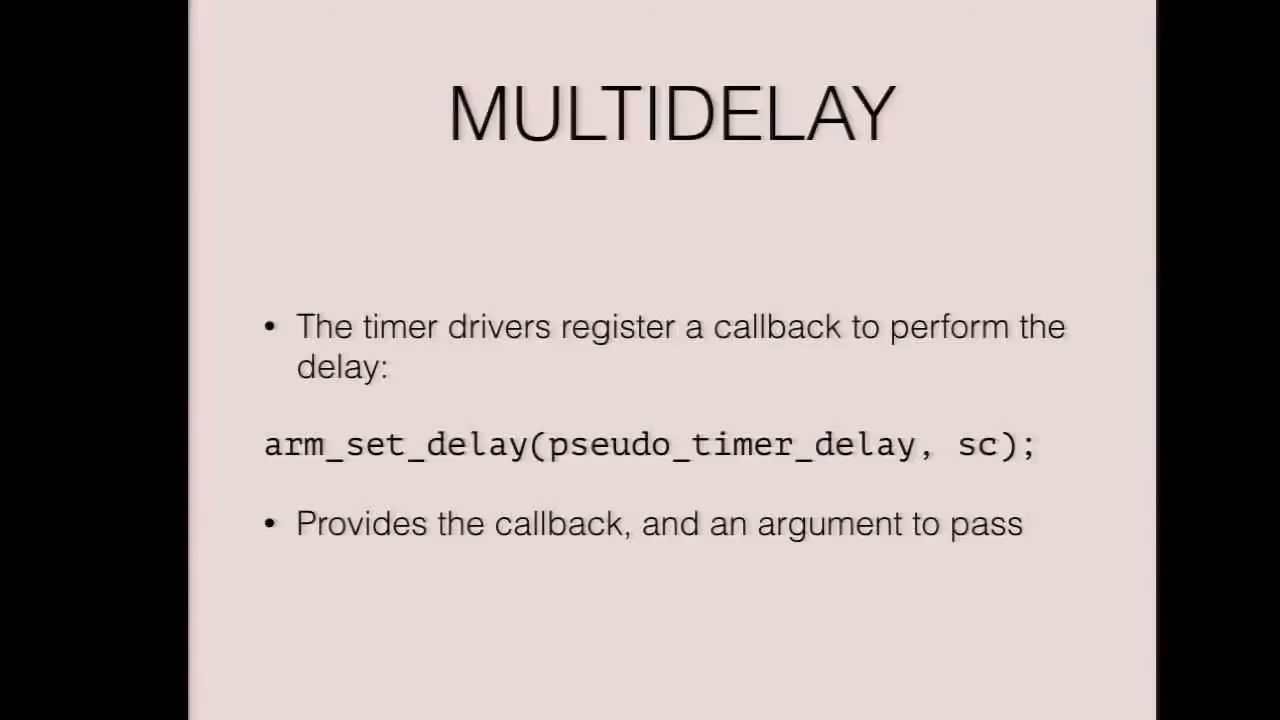 MULTIDELAY
• The timer drivers register a callback to perform the
delay:
arm_set_delay(pseudo_timer_delay, sc);
• Provides the callback, and an argument to pass